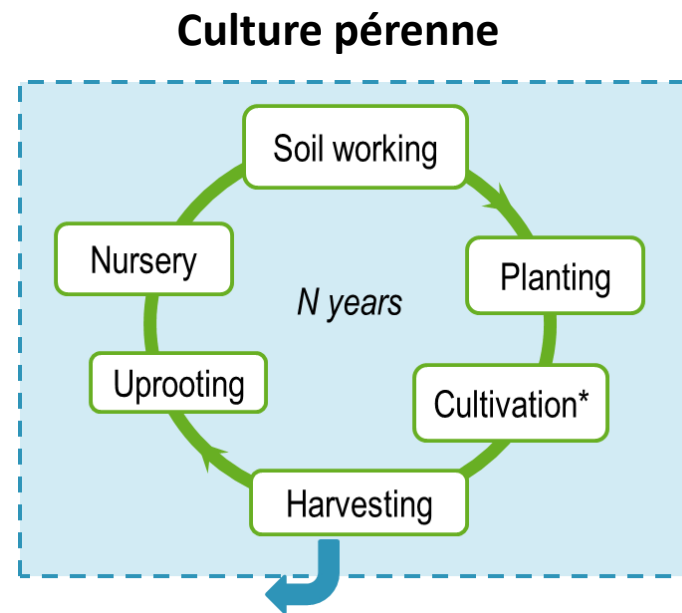 Culture pérenne
Soil working
Nursery
Planting
N years
Uprooting
Cultivation*
Harvesting